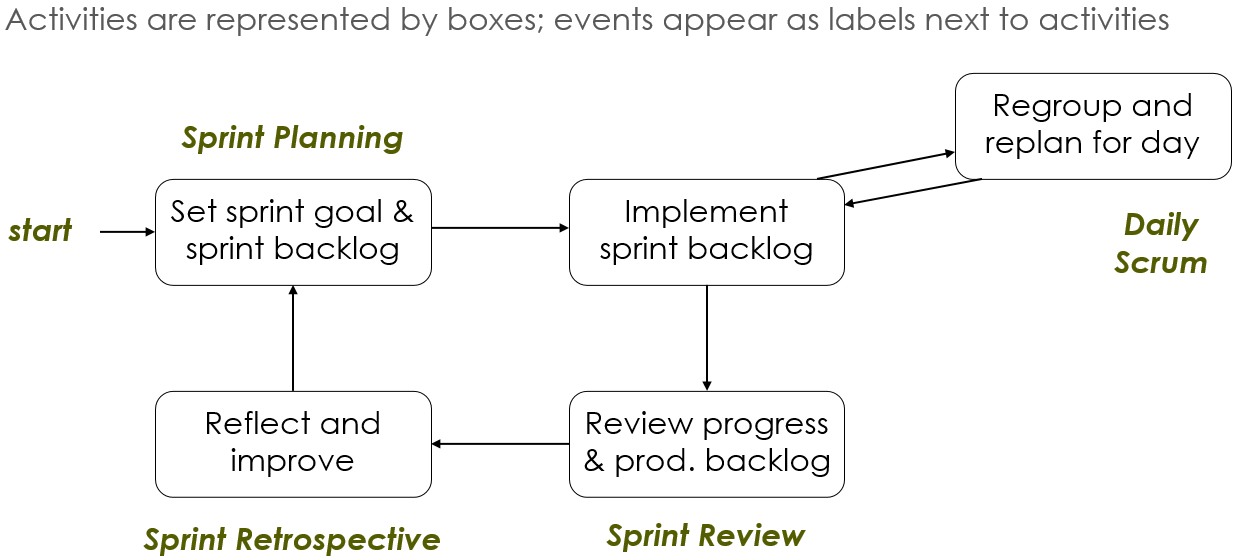 Activities are represented by boxes; events appear as labels next to activities
Regroup and
replan for day
Sprint Planning
Set sprint goal &
sprint backlog
Implement
sprint backlog
start
Daily
Scrum
Reflect and
improve
Review progress
& prod. backlog
Sprint Retrospective
Sprint Review